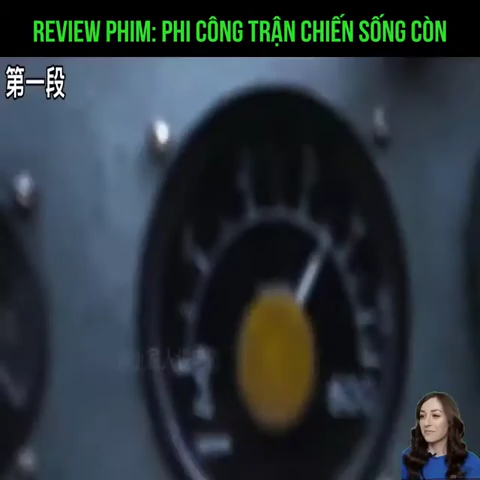 REVIEW PHIM: PHI CÔNG TRẬN CHIẾN SỐNG CÒN
第一段